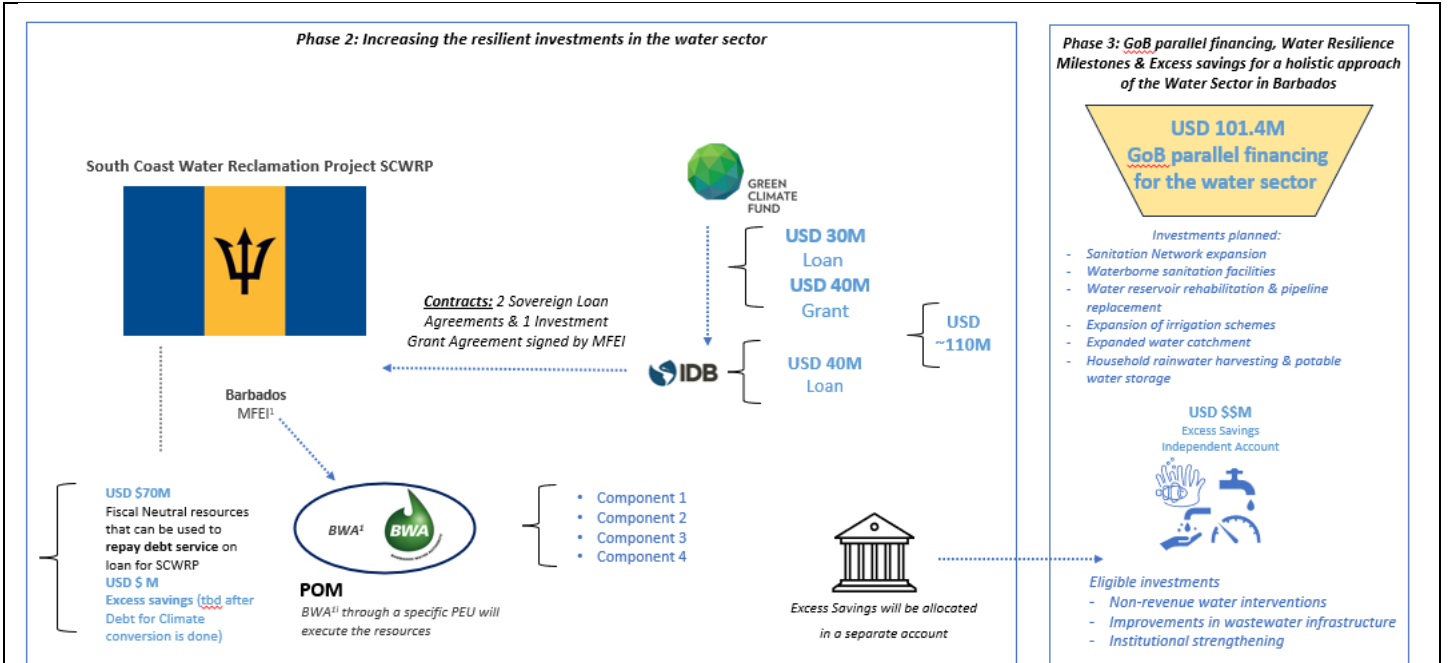 Phase 2: Increasing the resilient investments in the water sector
South Coast Water Reclamation Project SCWRP
GREEN
CLIMATE
FUND
USD 30M
Loan
USD 40M
Grant
Contracts: 2 Sovereign Loan
Agreements & 1 Investment
Grant Agreement signed by MFEI
USD
~110M
IDB
USD 40M
Loan
Barbados
MFEI¹
USD $70M
Fiscal Neutral resources
that can be used to
repay debt service on
loan for SCWRP
USD $ M
Excess savings (tbd after
Debt for Climate
conversion is done)
BWA¹
BWA
POM
BWA¹ⁱ through a specific PEU will
execute the resources
• Component 1
• Component 2
• Component 3
• Component 4
Excess Savings will be allocated
in a separate account
Phase 3: GoB parallel financing, Water Resilience
Milestones & Excess savings for a holistic approach
of the Water Sector in Barbados
USD 101.4M
GoB parallel financing
for the water sector
Investments planned:
- Sanitation Network expansion
- Waterborne sanitation facilities
- Water reservoir rehabilitation & pipeline
replacement
- Expansion of irrigation schemes
- Expanded water catchment
- Household rainwater harvesting & potable
water storage
USD $$M
Excess Savings
Independent Account
Eligible investments
- Non-revenue water interventions
- Improvements in wastewater infrastructure
- Institutional strengthening